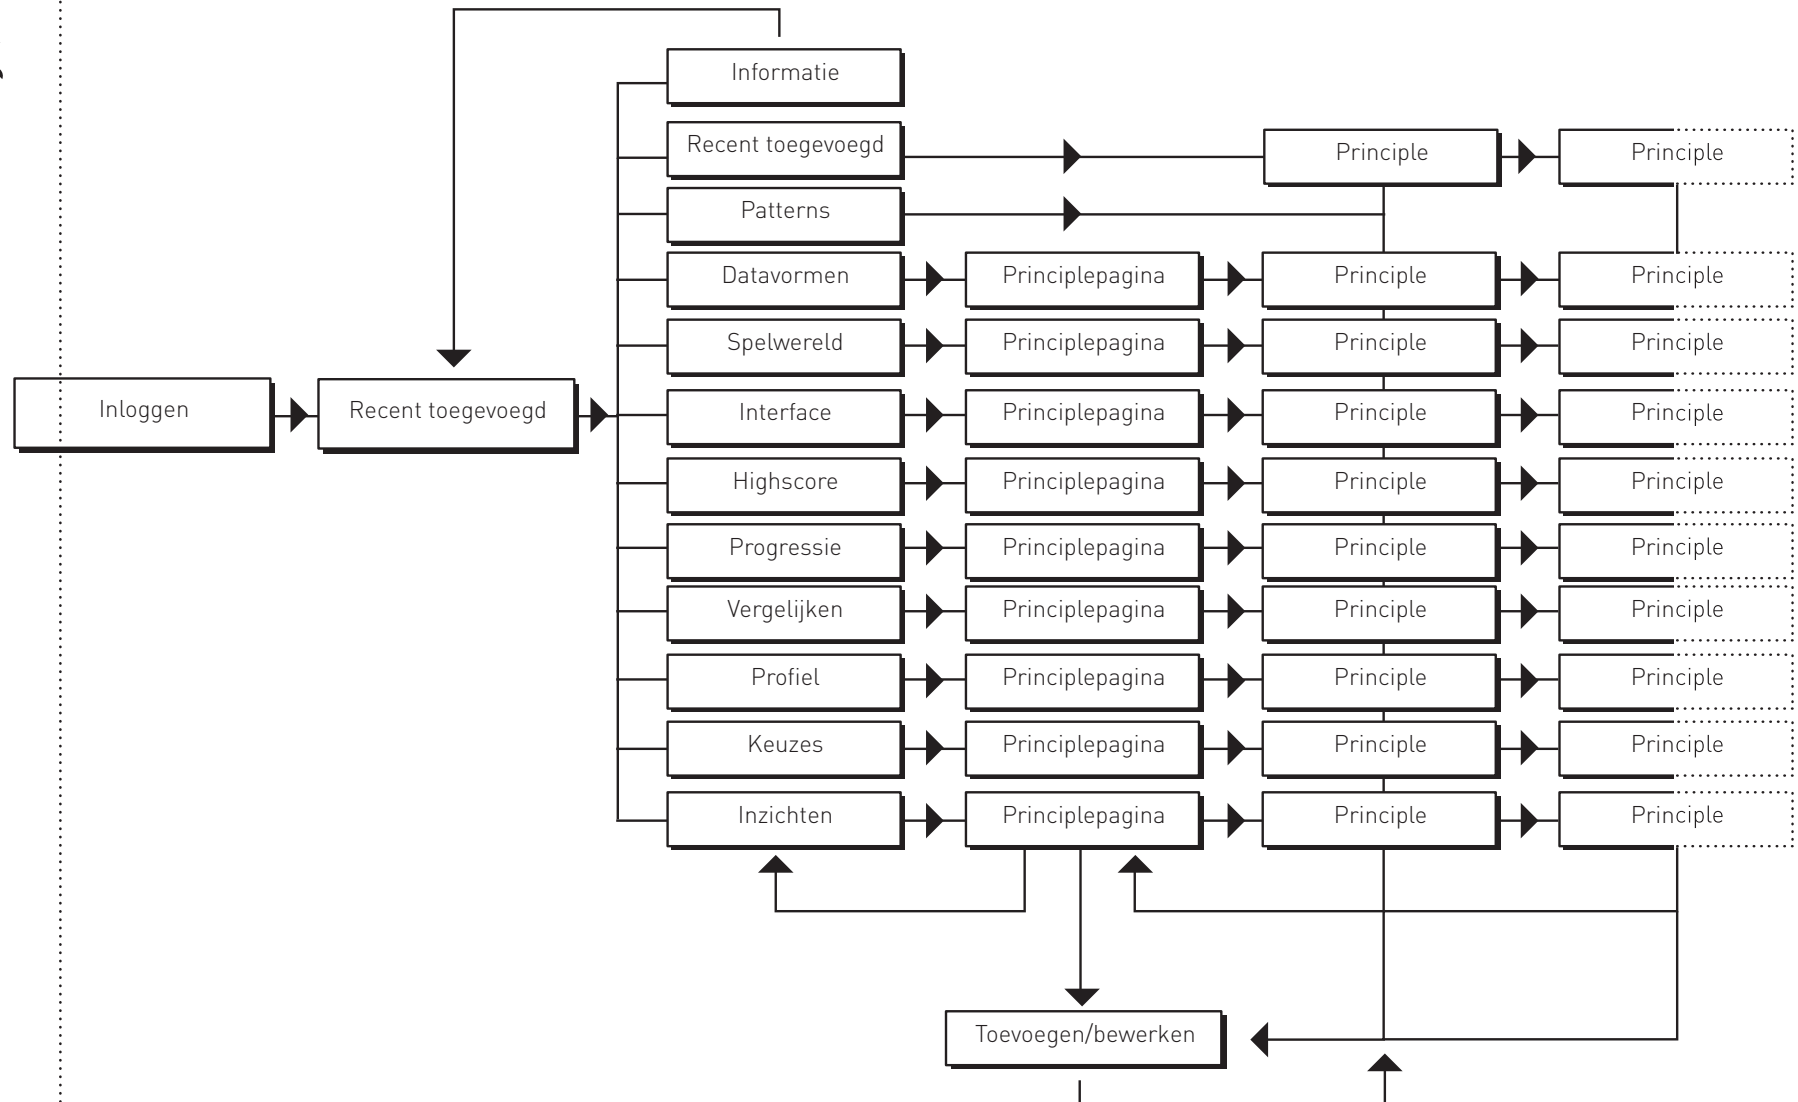 Informatie
Recent toegevoegd
Principle
Principle
Patterns
Datavormen
Principlepagina
Principle
Principle
Spelwereld
Principlepagina
Principle
Principle
Inloggen
Recent toegevoegd
Interface
Principlepagina
Principle
Principle
Highscore
Principlepagina
Principle
Principle
Progressie
Principlepagina
Principle
Principle
Vergelijken
Principlepagina
Principle
Principle
Profiel
Principlepagina
Principle
Principle
Keuzes
Principlepagina
Principle
Principle
Inzichten
Principlepagina
Principle
Principle
Toevoegen/bewerken